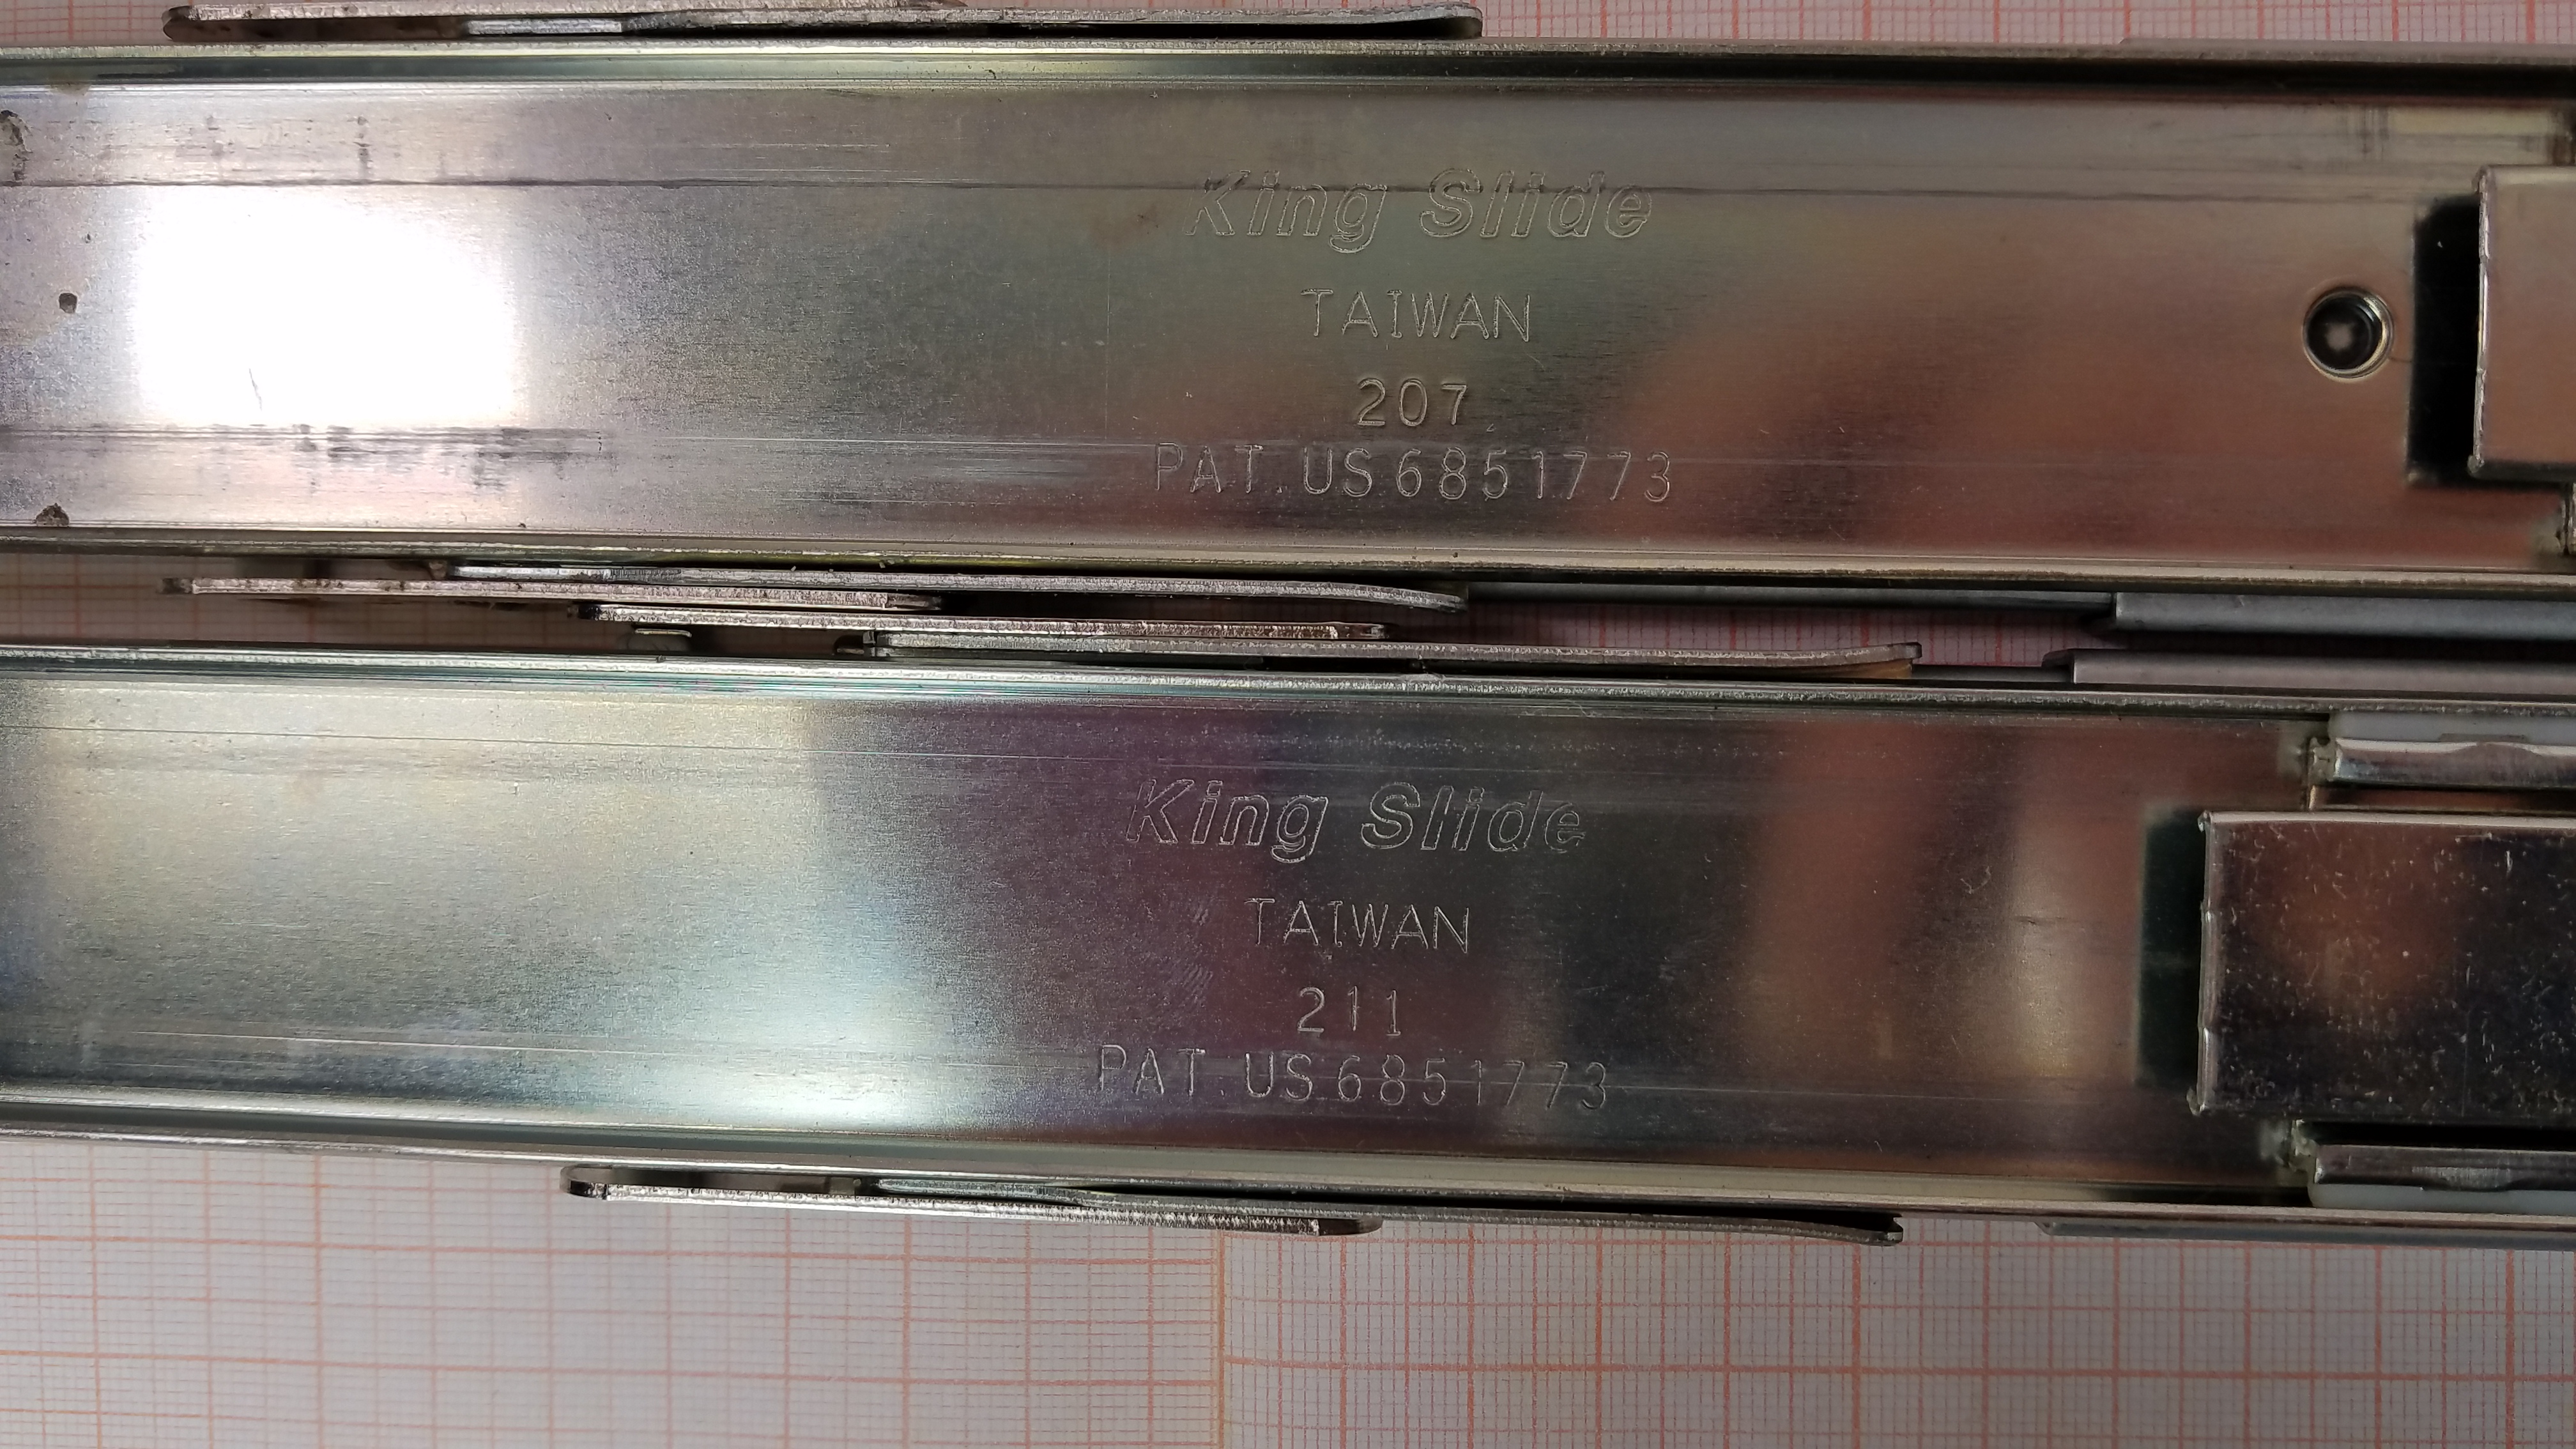 King Slide
TAIWAN
207
PAT. US 6851773
King Slide
TAIWAN
211
PAT. US 6851773